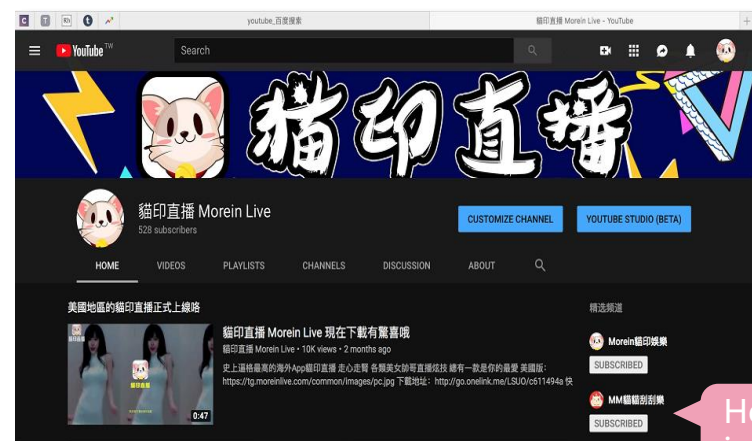 youtube_百度搜索
貓印直播 Morein Live - YouTube
YouTube TW
Search
貓印直播
貓印直播 Morein Live
528 subscribers
CUSTOMIZE CHANNEL
YOUTUBE STUDIO (BETA)
HOME VIDEOS PLAYLISTS CHANNELS DISCUSSION ABOUT
美國地區的貓印直播正式上線咯
貓印直播
0:47
貓印直播 Morein Live 現在下載有驚喜哦
貓印直播 Morein Live • 10K views • 2 months ago
史上逼格最高的海外App貓印直播 走心走腎 各類美女帥哥直播炫技 總有一款是你的最愛 美國版：
https://tg.moreinlive.com/common/images/pc.jpg 下載地址：http://go.onelink.me/LSUO/c611494a 快
精选频道
Morein貓印娛樂
SUBSCRIBED
MM貓貓刮刮樂
SUBSCRIBED